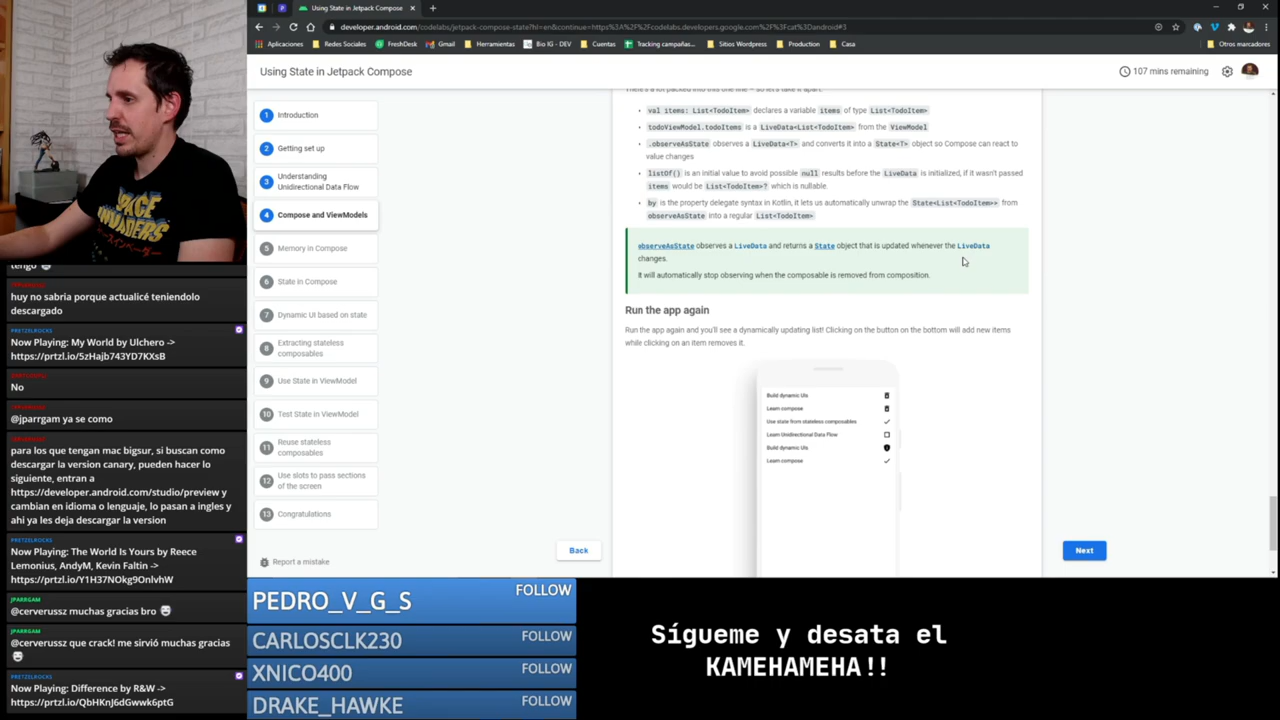 Using State in Jetpack Compose
developer.android.com/codelabs/jetpack-compose-state?hl=en&continue=https%3A%2F%2Fcodelabs.developers.google.com%2F%3Fcat%3Dandroid#3
Aplicaciones
Redes Sociales
FreshDesk
Gmail
Herramientas
Bio IG - DEV
Cuentas
Tracking campañas...
Sitios Wordpress
Production
Casa
Otros marcadores
Using State in Jetpack Compose
107 mins remaining
1 Introduction
2 Getting set up
3 Understanding
Unidirectional Data Flow
4 Compose and ViewModels
5 Memory in Compose
6 State in Compose
7 Dynamic UI based on state
8 Extracting stateless
composables
9 Use State in ViewModel
10 Test State in ViewModel
11 Reuse stateless
composables
12 Use slots to pass sections
of the screen
13 Congratulations
Report a mistake
There's a lot packed into this one line – so let's take it apart.
• val items: List<TodoItem> declares a variable items of type List<TodoItem>
• todoViewModel.todoItems is a LiveData<List<TodoItem> from the ViewModel
• .observeAsState observes a LiveData<T> and converts it into a State<T> object so Compose can react to
value changes
• listOf() is an initial value to avoid possible null results before the LiveData is initialized, if it wasn't passed
items would be List<TodoItem>? which is nullable.
• by is the property delegate syntax in Kotlin, it lets us automatically unwrap the State<List<TodoItem>> from
observeAsState into a regular List<TodoItem>
observeAsState observes a LiveData and returns a State object that is updated whenever the LiveData
changes.
It will automatically stop observing when the composable is removed from composition.
Run the app again
Run the app again and you'll see a dynamically updating list! Clicking on the button on the bottom will add new items
while clicking on an item removes it.
Build dynamic UIs
Learn compose
Use state from stateless composables
Learn Unidirectional Data Flow
Build dynamic UIs
Learn compose
Back
Next
tengo
huy no sabria porque actualicé teniendolo
descargado
PRETZELROCKS
Now Playing: My World by Ulchero ->
https://prtzl.io/5zHajb743YD7KXsB
No
@jparrgam ya se como
para los que tengan mac bigsur, si buscan como
descargar la version canary, pueden hacer lo
siguiente, entran a
https://developer.android.com/studio/preview y
cambian en idioma o lenguaje, lo pasan a ingles y
ahi ya les deja descargar la version
PRETZELROCKS
Now Playing: The World Is Yours by Reece
Lemonius, AndyM, Kevin Faltin ->
https://prtzl.io/Y1H37NOkg9OnlvhW
JPARRGAM
@cerverussz muchas gracias bro
JPARRGAM
@cerverussz que crack! me sirvió muchas gracias
PRETZELROCKS
Now Playing: Difference by R&W ->
https://prtzl.io/QbHKnJ6dGwwk6ptG
PEDRO_V_G_S FOLLOW
CARLOSCLK230 FOLLOW
XNICO400 FOLLOW
DRAKE_HAWKE FOLLOW
Sígueme y desata el
KAMEHAMEHA!!